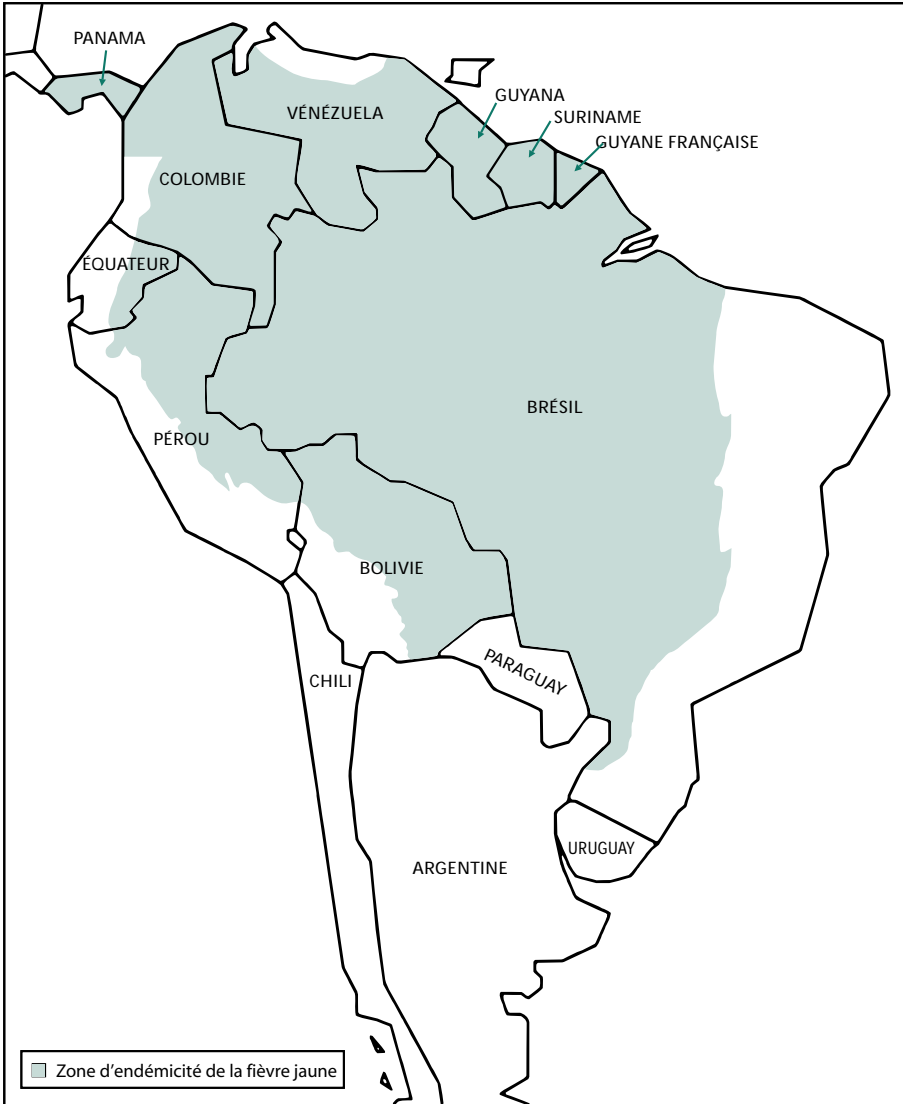 PANAMA
VÉNÉZUELA
GUYANA
SURINAME
GUYANE FRANÇAISE
COLOMBIE
ÉQUATEUR
BRÉSIL
PÉROU
BOLIVIE
PARAGUAY
CHILI
URUGUAY
ARGENTINE
Zone d'endémicité de la fièvre jaune